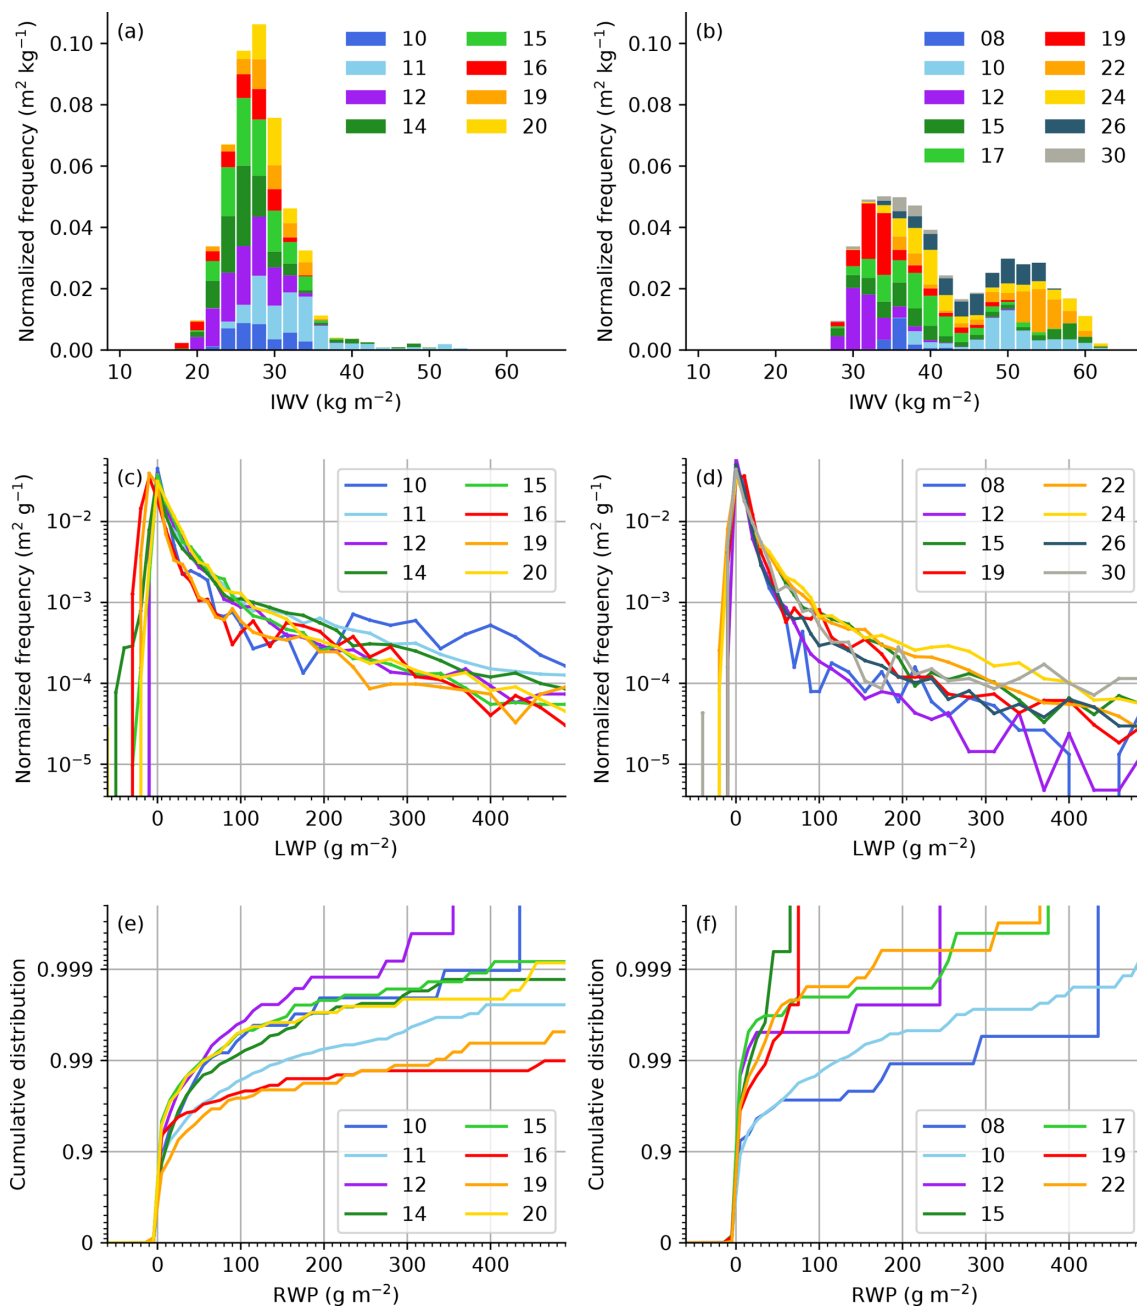 (a)
10 15
11 16
12 19
14 20
0.10
0.08
0.06
0.04
0.02
0.00
Normalized frequency (m² kg⁻¹)
10 20 30 40 50 60
IWV (kg m⁻²)
(b)
08 19
10 22
12 24
15 26
17 30
0.10
0.08
0.06
0.04
0.02
0.00
Normalized frequency (m² kg⁻¹)
10 20 30 40 50 60
IWV (kg m⁻²)
(c)
10 15
11 16
12 19
14 20
10⁻²
10⁻³
10⁻⁴
10⁻⁵
Normalized frequency (m² g⁻¹)
0 100 200 300 400
LWP (g m⁻²)
(d)
08 22
12 24
15 26
19 30
10⁻²
10⁻³
10⁻⁴
10⁻⁵
Normalized frequency (m² g⁻¹)
0 100 200 300 400
LWP (g m⁻²)
(e)
0.999
0.99
0.9
0
Cumulative distribution
10 15
11 16
12 19
14 20
0 100 200 300 400
RWP (g m⁻²)
(f)
0.999
0.99
0.9
0
Cumulative distribution
08 17
10 19
12 22
15
0 100 200 300 400
RWP (g m⁻²)